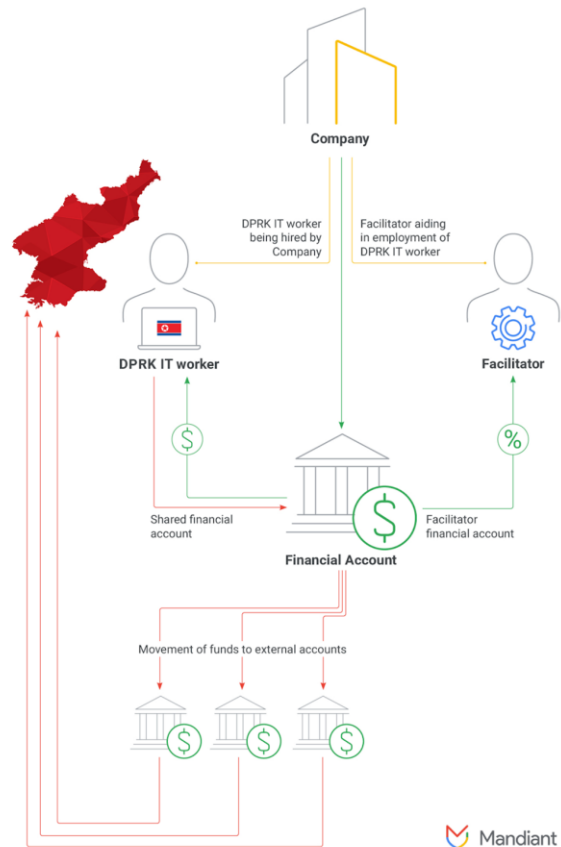 Company
DPRK IT worker
being hired by
Company
Facilitator aiding
in employment of
DPRK IT worker
DPRK IT worker
Facilitator
$
%
$
Shared financial
account
Facilitator
financial account
Financial Account
Movement of funds to external accounts
$
$
$
Mandiant